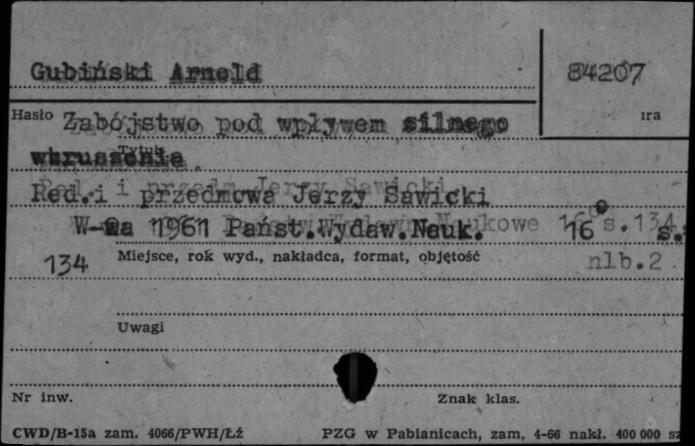 Gubiński Arnold 84207
Hasło Zabójstwo pod wpływem silnego ıra
wzruszenia. Tytuł
Red. i przedmowa Jerzy Sawicki
W-wa 1961 Państ.Wydaw.Nauk. 16° s.
134 Miejsce, rok wyd., nakładca, format, objętość nlb.2
Uwagi
Nr inw. Znak klas.
CWD/B-15a zam. 4066/PWH/Łź PZG w Pabianicach, zam, 4-66 nakł. 400 000 sz